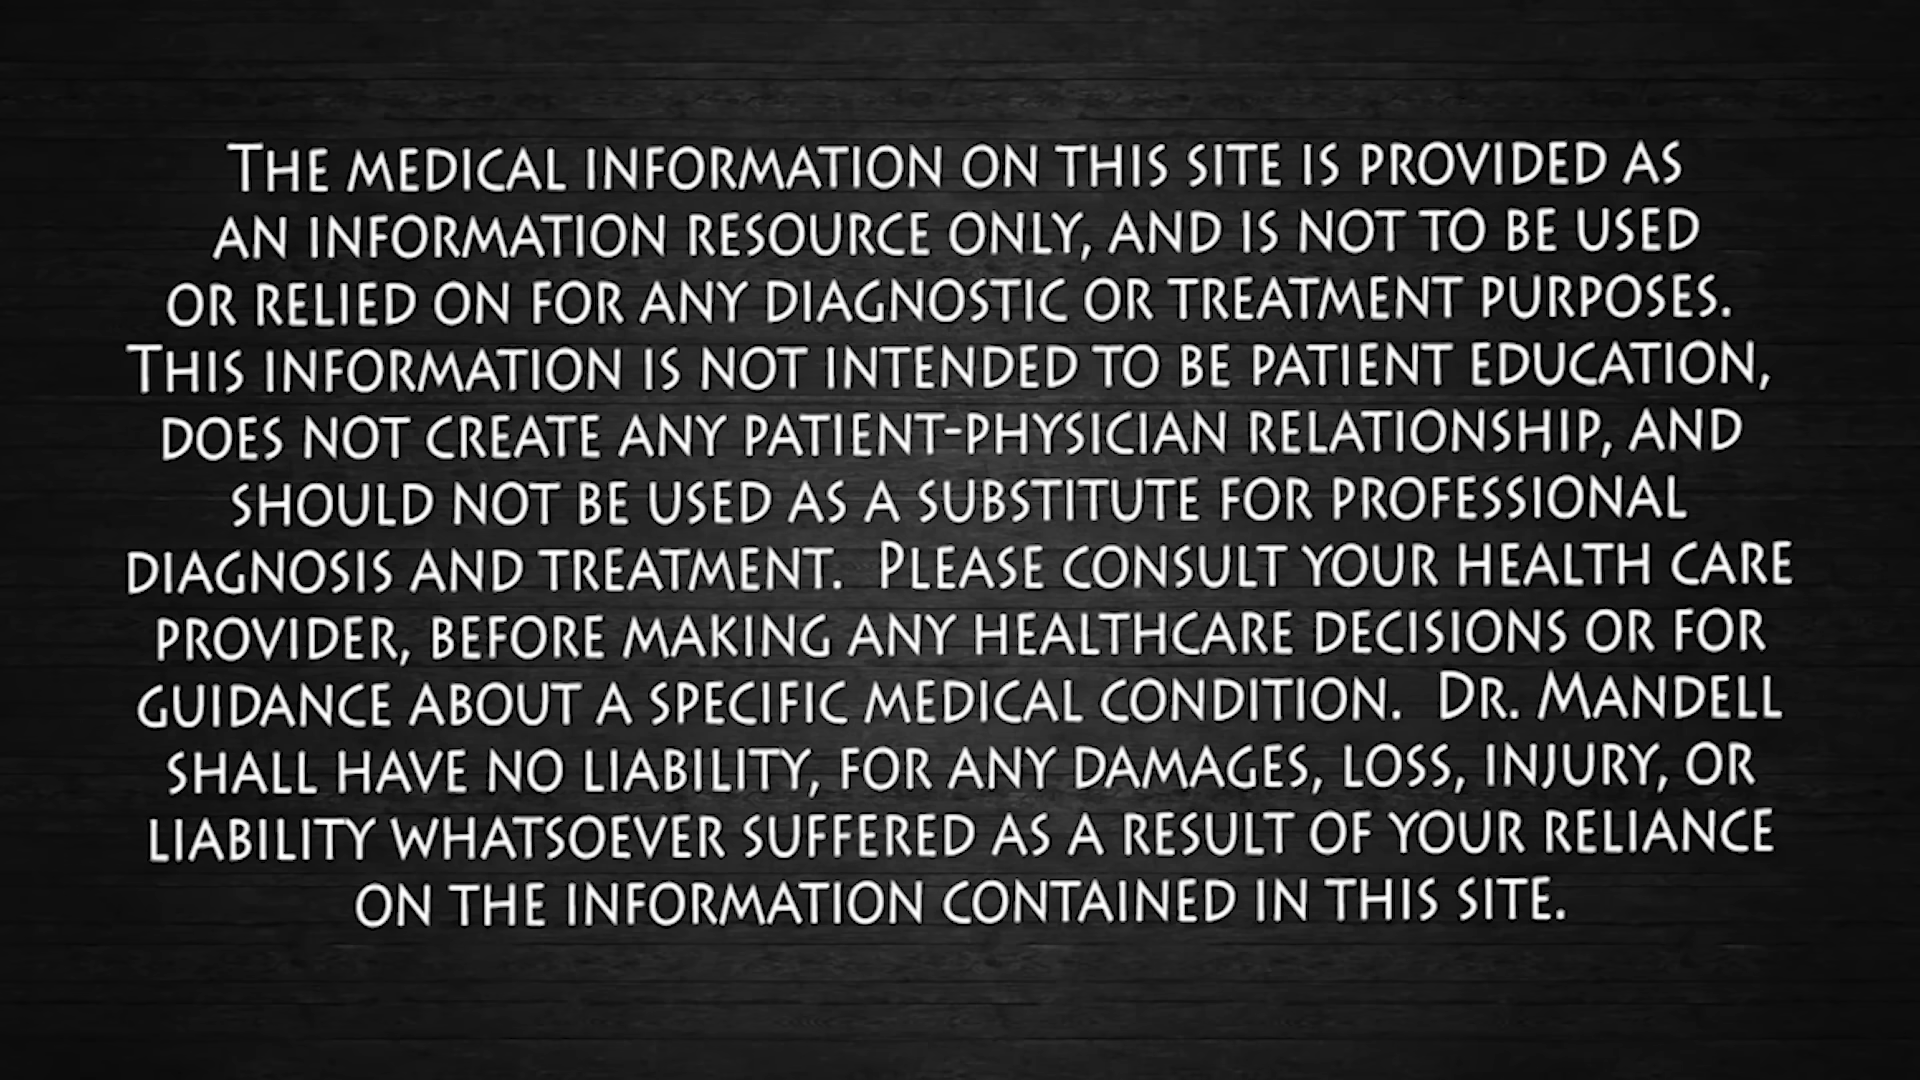 The medical information on this site is provided as
an information resource only, and is not to be used
or relied on for any diagnostic or treatment purposes.
This information is not intended to be patient education,
does not create any patient-physician relationship, and
should not be used as a substitute for professional
diagnosis and treatment.  Please consult your health care
provider, before making any healthcare decisions or for
guidance about a specific medical condition.  Dr. Mandell
shall have no liability, for any damages, loss, injury, or
liability whatsoever suffered as a result of your reliance
on the information contained in this site.